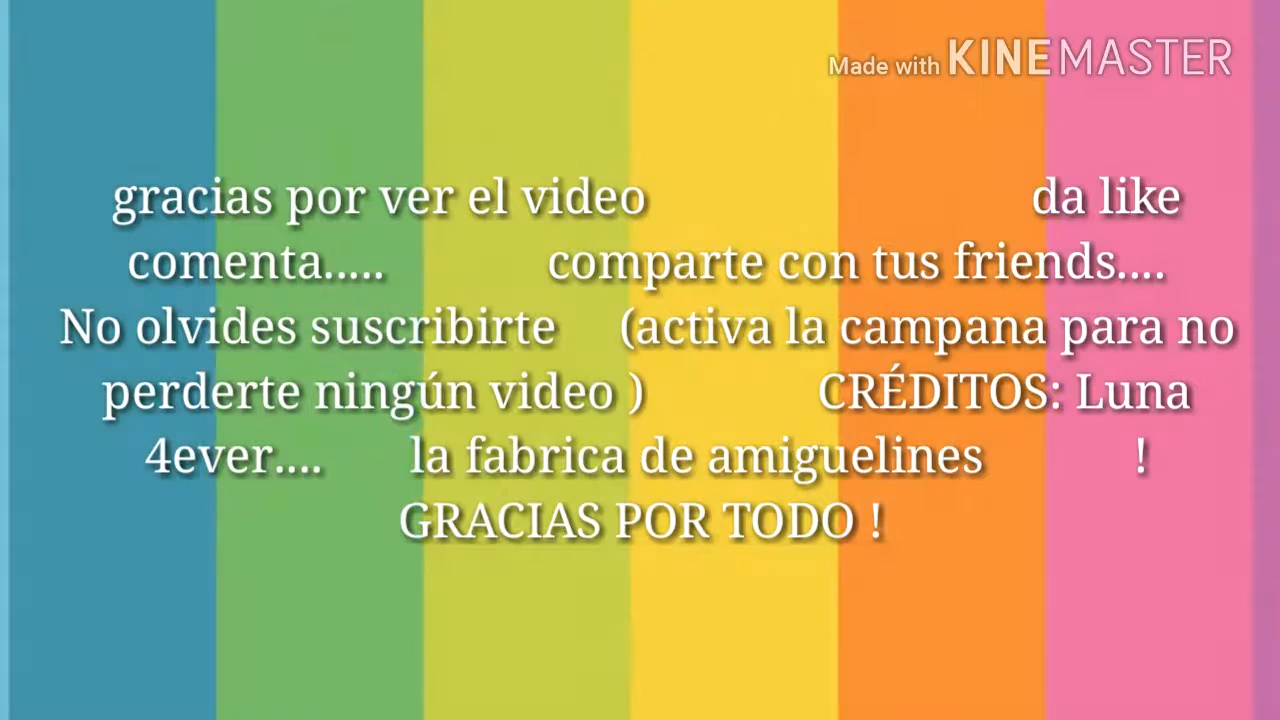 Made with KINEMASTER
gracias por ver el video da like
comenta..... comparte con tus friends....
No olvides suscribirte (activa la campana para no
perderte ningún video ) CRÉDITOS: Luna
4ever.... la fabrica de amiguelines !
GRACIAS POR TODO !